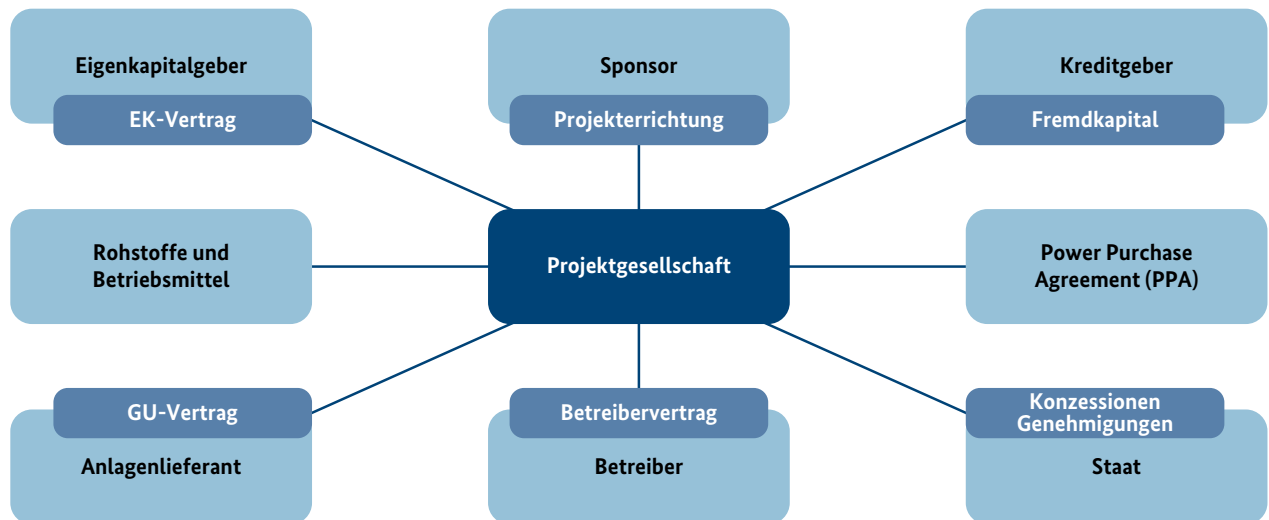 Eigenkapitalgeber
EK-Vertrag
Sponsor
Projekterrichtung
Kreditgeber
Fremdkapital
Rohstoffe und
Betriebsmittel
Projektgesellschaft
Power Purchase
Agreement (PPA)
GU-Vertrag
Anlagenlieferant
Betreibervertrag
Betreiber
Konzessionen
Genehmigungen
Staat